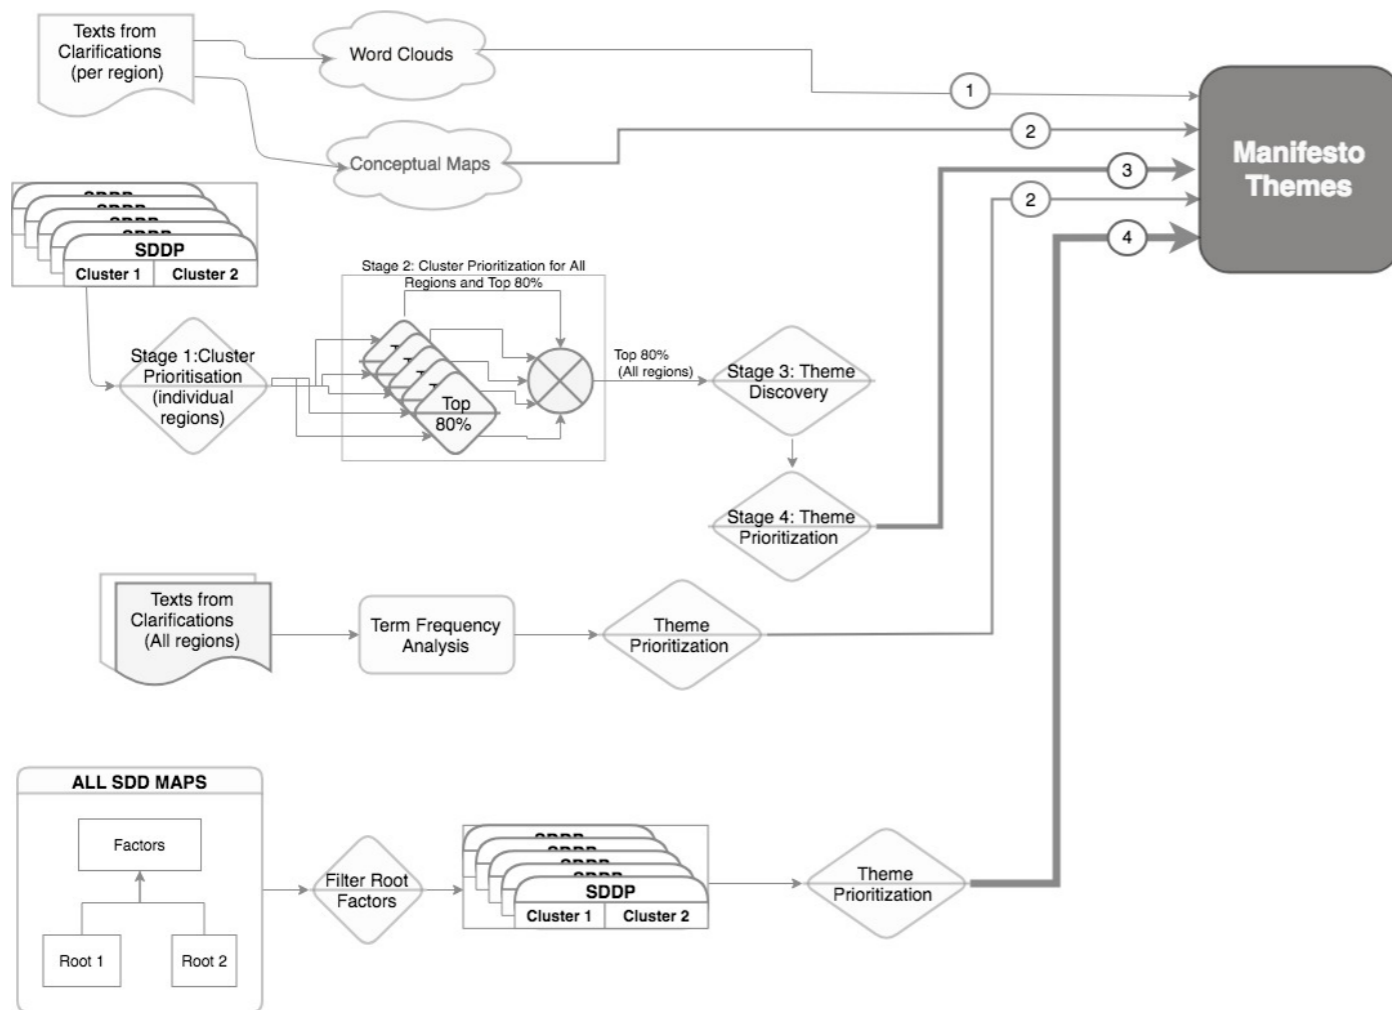 Texts from
Clarifications
(per region)
Word Clouds
1
Conceptual Maps
2
Manifesto
Themes
3
2
4
SDDP
Cluster 1
Cluster 2
Stage 1:Cluster
Prioritisation
(individual
regions)
Stage 2: Cluster Prioritization for All
Regions and Top 80%
Top
80%
Top 80%
(All regions)
Stage 3: Theme
Discovery
Stage 4: Theme
Prioritization
Texts from
Clarifications
(All regions)
Term Frequency
Analysis
Theme
Prioritization
ALL SDD MAPS
Factors
Root 1
Root 2
Filter Root
Factors
SDDP
Cluster 1
Cluster 2
Theme
Prioritization